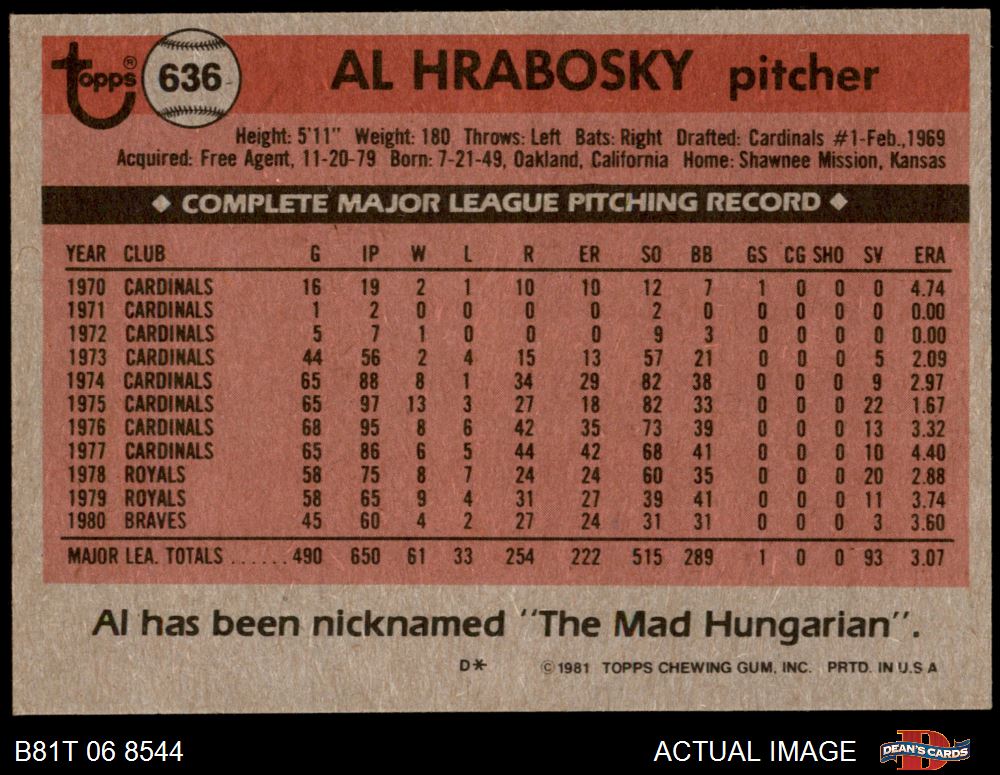 Topps® 636 AL HRABOSKY pitcher
Height: 5'11" Weight: 180 Throws: Left Bats: Right Drafted: Cardinals #1-Feb.,1969
Acquired: Free Agent, 11-20-79 Born: 7-21-49, Oakland, California Home: Shawnee Mission, Kansas
◆ COMPLETE MAJOR LEAGUE PITCHING RECORD ◆
YEAR CLUB G IP W L R ER SO BB GS CG SHO SV ERA
1970 CARDINALS 16 19 2 1 10 10 12 7 1 0 0 0 4.74
1971 CARDINALS 1 2 0 0 0 0 2 0 0 0 0 0 0.00
1972 CARDINALS 5 7 1 0 0 0 9 3 0 0 0 0 0.00
1973 CARDINALS 44 56 2 4 15 13 57 21 0 0 0 5 2.09
1974 CARDINALS 65 88 8 1 34 29 82 38 0 0 0 9 2.97
1975 CARDINALS 65 97 13 3 27 18 82 33 0 0 0 22 1.67
1976 CARDINALS 68 95 8 6 42 35 73 39 0 0 0 13 3.32
1977 CARDINALS 65 86 6 5 44 42 68 41 0 0 0 10 4.40
1978 ROYALS 58 75 8 7 24 24 60 35 0 0 0 20 2.88
1979 ROYALS 58 65 9 4 31 27 39 41 0 0 0 11 3.74
1980 BRAVES 45 60 4 2 27 24 31 31 0 0 0 3 3.60
MAJOR LEA. TOTALS ......490 650 61 33 254 222 515 289 1 0 0 93 3.07
Al has been nicknamed "The Mad Hungarian".
D* ©1981 TOPPS CHEWING GUM, INC. PRTD. IN U.S A
B81T 06 8544 ACTUAL IMAGE DEAN'S CARDS